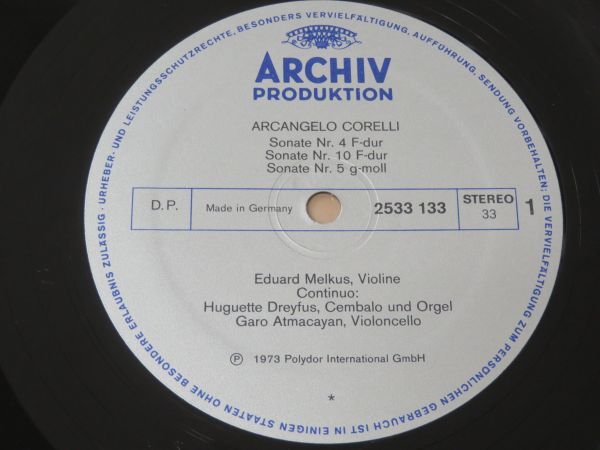 URHEBER- UND LEISTUNGSSCHUTZRECHTE, BESONDERS VERVIELFÄLTIGUNG, AUFFÜHRUNG, SENDUNG VORBEHALTEN; DIE VERVIELFÄLTIGUNG ZUM PERSÖNLICHEN GEBRAUCH IST IN EINIGEN STAATEN OHNE BESONDERE ERLAUBNIS ZULÄSSIG ·
ARCHIV
PRODUKTION
ARCANGELO CORELLI
Sonate Nr. 4 F-dur
Sonate Nr. 10 F-dur
Sonate Nr. 5 g-moll
D.P. Made in Germany 2533 133 STEREO 1
33
Eduard Melkus, Violine
Continuo:
Huguette Dreyfus, Cembalo und Orgel
Garo Atmacayan, Violoncello
Ⓟ 1973 Polydor International GmbH
*